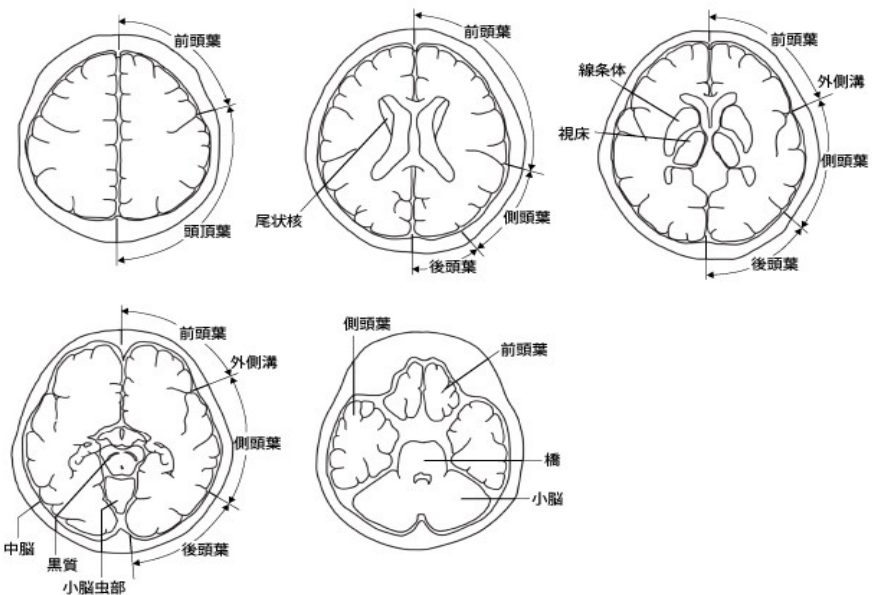 前頭葉
頭頂葉
前頭葉
尾状核
側頭葉
後頭葉
前頭葉
線条体
外側溝
視床
側頭葉
後頭葉
前頭葉
外側溝
側頭葉
中脳
黒質
後頭葉
小脳虫部
側頭葉
前頭葉
橋
小脳